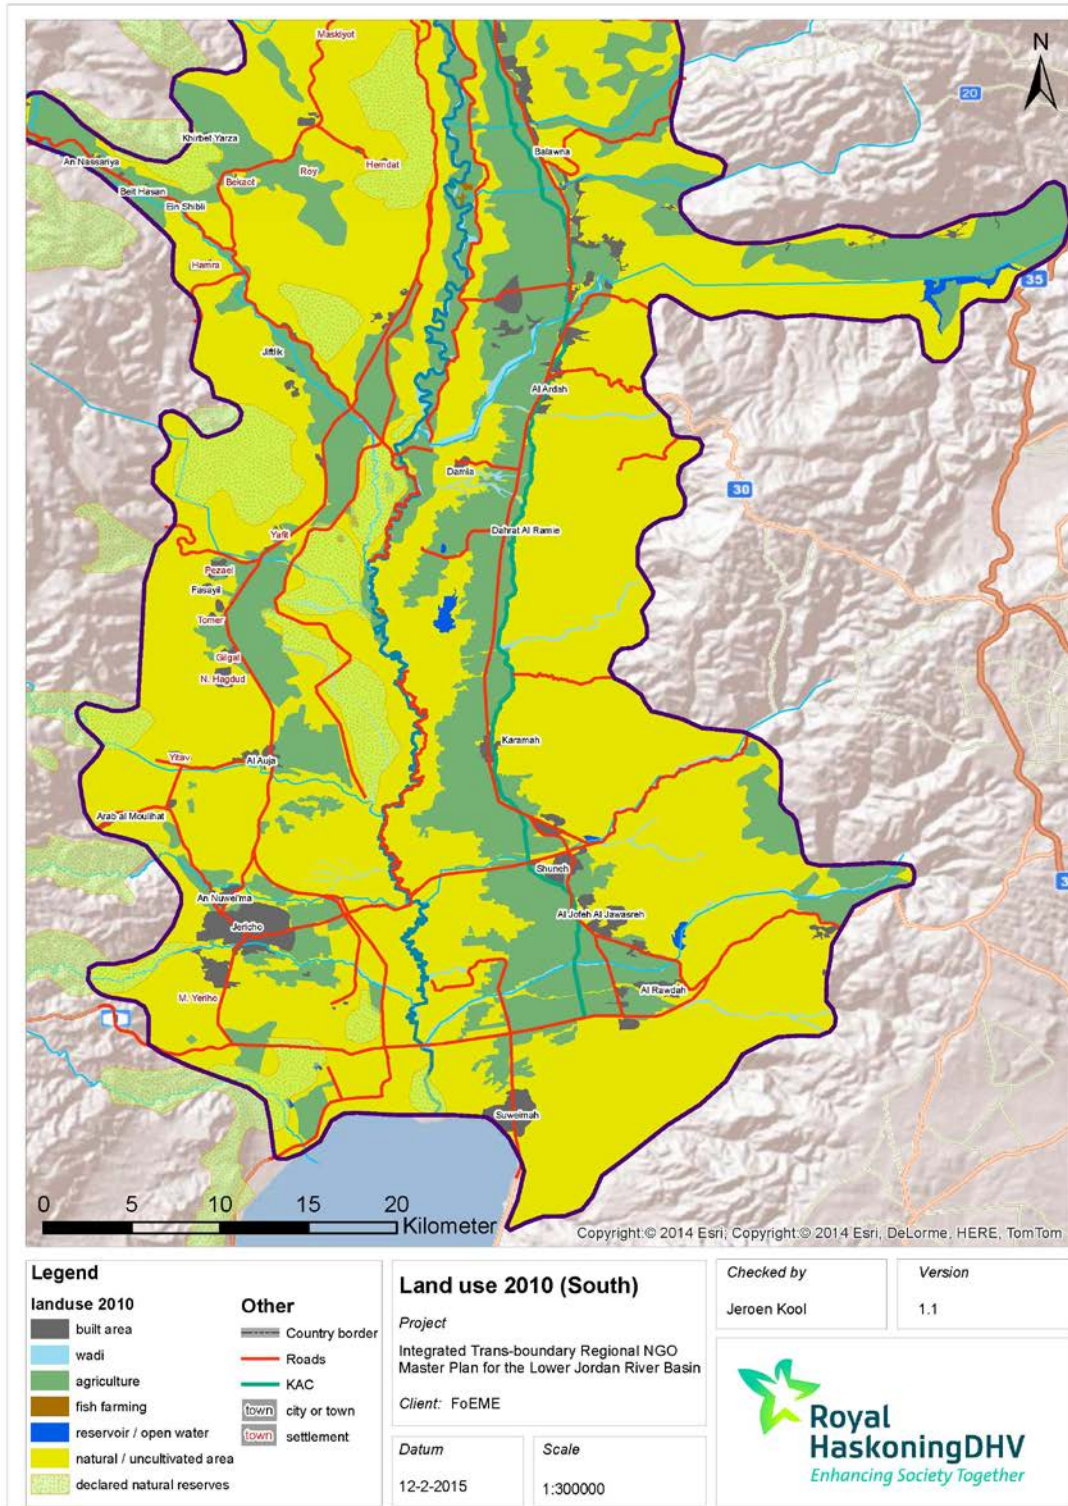 Maskiyot
N
20
Khirbet Yarza
Balawna
An Nassariya
Hemdat
Roy
Bekaot
Beit Hasan
Ein Shibli
Hamra
35
Jiftlik
Al Ardah
Damia
30
Dahrat Al Ramle
Yafit
Pezael
Fasayil
Tomer
Gilgal
N. Hagdud
Karamah
Yitav
Al Auja
Arab al Moulihat
Shuneh
An Nuwei'ma
Al Jofeh Al Jawasreh
Jericho
Al Rawdah
M. Yeriho
Suweimah
0 5 10 15 20
Kilometer
Copyright:© 2014 Esri; Copyright:© 2014 Esri, DeLorme, HERE, TomTom
Legend
landuse 2010
built area
wadi
agriculture
fish farming
reservoir / open water
natural / uncultivated area
declared natural reserves
Other
Country border
Roads
KAC
town city or town
town settlement
Land use 2010 (South)
Project
Integrated Trans-boundary Regional NGO
Master Plan for the Lower Jordan River Basin
Client: FoEME
Datum
12-2-2015
Scale
1:300000
Checked by
Jeroen Kool
Version
1.1
Royal
HaskoningDHV
Enhancing Society Together